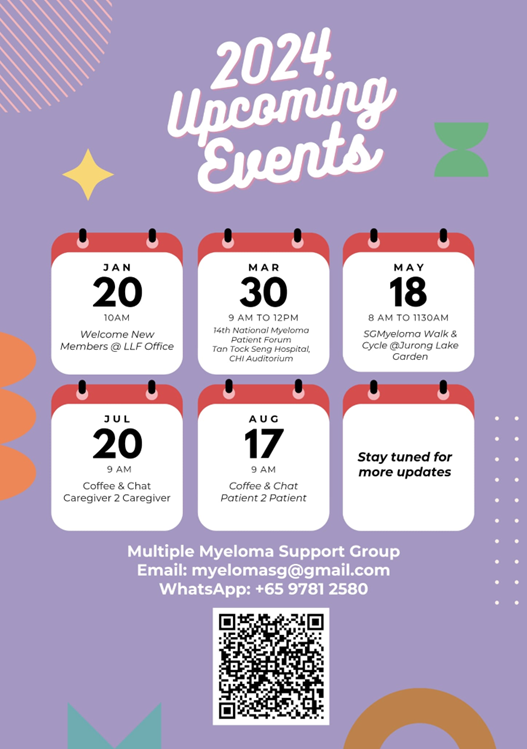 2024
Upcoming
Events
JAN
20
10AM
Welcome New
Members @ LLF Office
MAR
30
9 AM TO 12PM
14th National Myeloma
Patient Forum
Tan Tock Seng Hospital,
CHI Auditorium
MAY
18
8 AM TO 1130AM
SGMyeloma Walk &
Cycle @Jurong Lake
Garden
JUL
20
9 AM
Coffee & Chat
Caregiver 2 Caregiver
AUG
17
9 AM
Coffee & Chat
Patient 2 Patient
Stay tuned for
more updates
Multiple Myeloma Support Group
Email: myelomasg@gmail.com
WhatsApp: +65 9781 2580